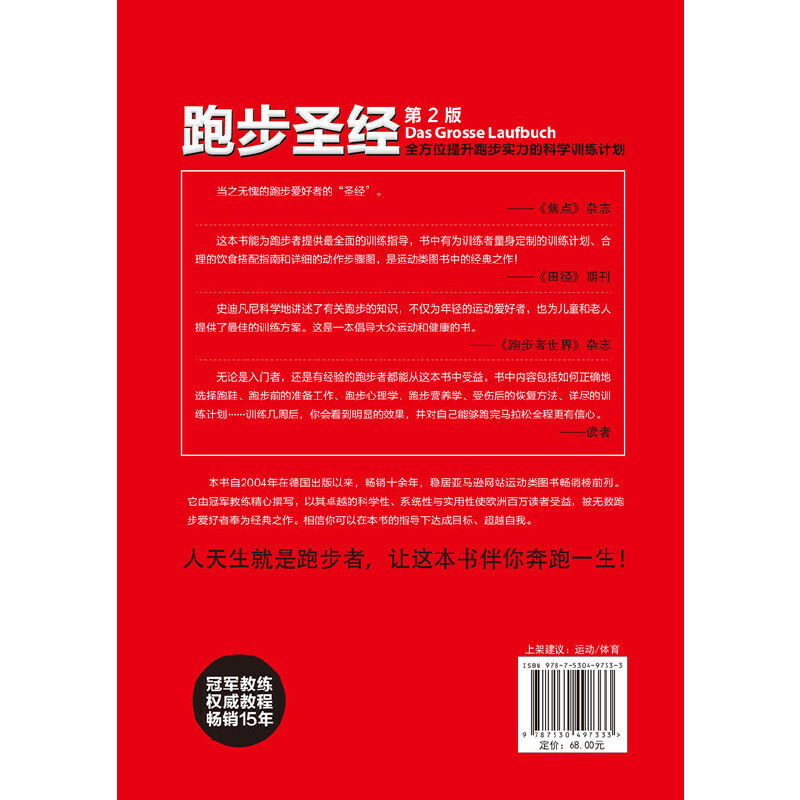 跑步圣经
第2版
Das Grosse Laufbuch
全方位提升跑步实力的科学训练计划
当之无愧的跑步爱好者的“圣经”。
——《焦点》杂志
这本书能为跑步者提供最全面的训练指导，书中有为训练者量身定制的训练计划、合
理的饮食搭配指南和详细的动作步骤图，是运动类图书中的经典之作！
——《田径》期刊
史迪凡尼科学地讲述了有关跑步的知识，不仅为年轻的运动爱好者，也为儿童和老人
提供了最佳的训练方案。这是一本倡导大众运动和健康的书。
——《跑步者世界》杂志
无论是入门者，还是有经验的跑步者都能从这本书中受益。书中内容包括如何正确地
选择跑鞋、跑步前的准备工作、跑步心理学、跑步营养学、受伤后的恢复方法、详尽的训
练计划……训练几周后，你会看到明显的效果，并对自己能够跑完马拉松全程更有信心。
——读者
本书自2004年在德国出版以来，畅销十余年，稳居亚马逊网站运动类图书畅销榜前列。
它由冠军教练精心撰写，以其卓越的科学性、系统性与实用性使欧洲百万读者受益，被无数跑
步爱好者奉为经典之作。相信你可以在本书的指导下达成目标、超越自我。
人天生就是跑步者，让这本书伴你奔跑一生！
冠军教练
权威教程
畅销15年
上架建议：运动/体育
ISBN 978-7-5304-9733-3
9 787530 497333>
定价：68.00元